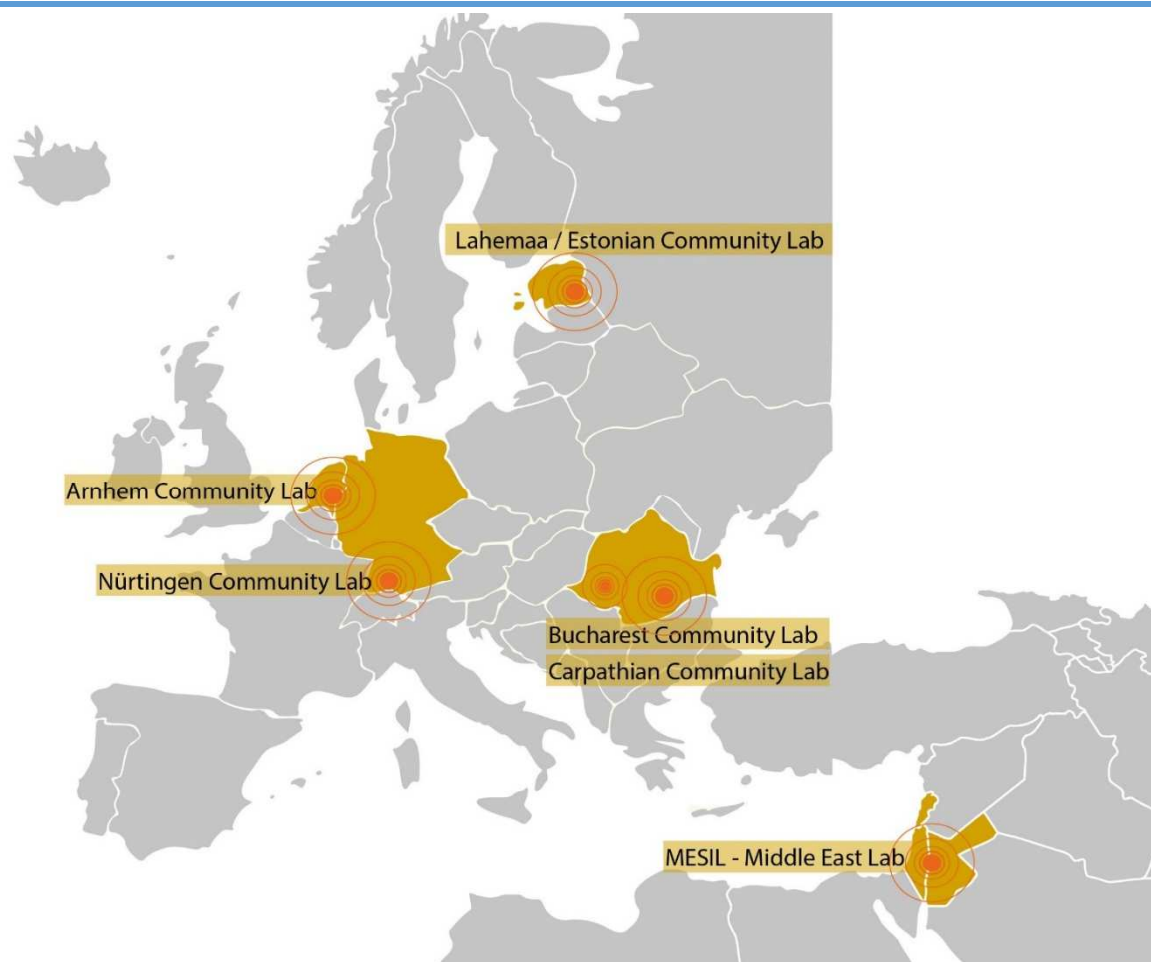 Lahemaa / Estonian Community Lab
Arnhem Community Lab
Nürtingen Community Lab
Bucharest Community Lab
Carpathian Community Lab
MESIL - Middle East Lab